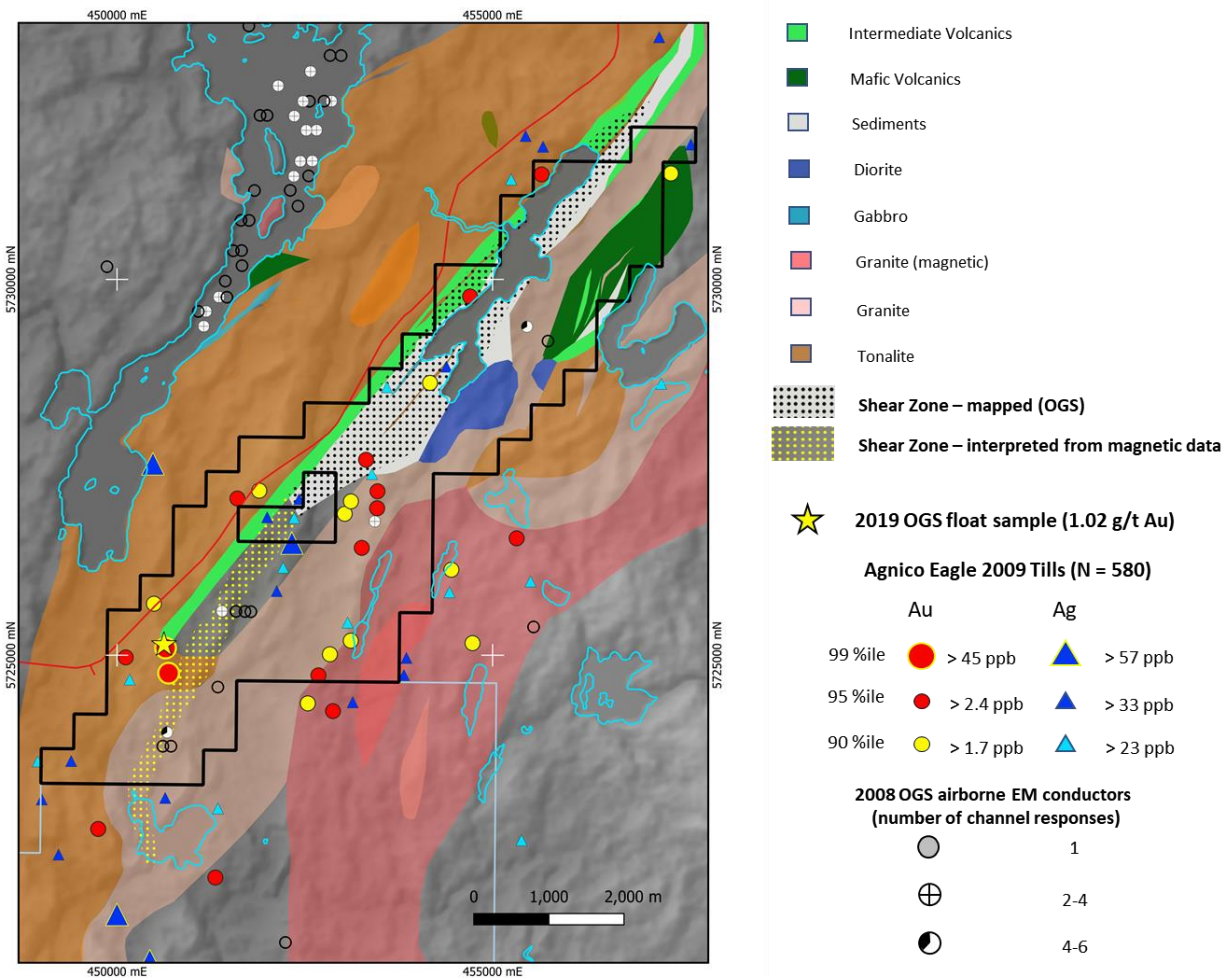 450000 mE
455000 mE
5730000 mN
5730000 mN
5725000 mN
5725000 mN
0 1,000 2,000 m
450000 mE
455000 mE
Intermediate Volcanics
Mafic Volcanics
Sediments
Diorite
Gabbro
Granite (magnetic)
Granite
Tonalite
Shear Zone – mapped (OGS)
Shear Zone – interpreted from magnetic data
2019 OGS float sample (1.02 g/t Au)
Agnico Eagle 2009 Tills (N = 580)
Au Ag
99 %ile > 45 ppb > 57 ppb
95 %ile > 2.4 ppb > 33 ppb
90 %ile > 1.7 ppb > 23 ppb
2008 OGS airborne EM conductors
(number of channel responses)
1
2-4
4-6